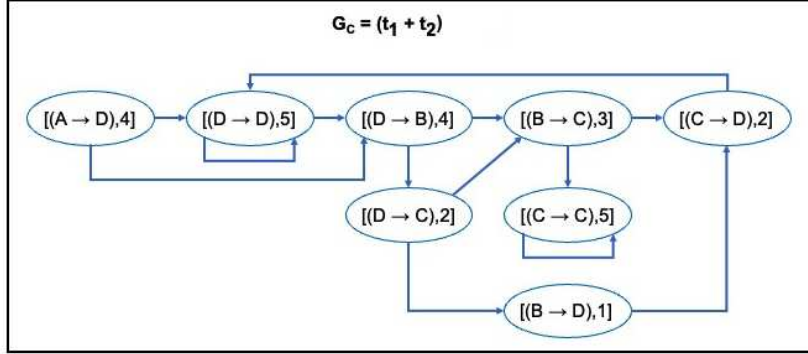 G_C = (t_1 + t_2)
[(A → D),4] [(D → D),5] [(D → B),4] [(B → C),3] [(C → D),2]
[(D → C),2] [(C → C),5]
[(B → D),1]